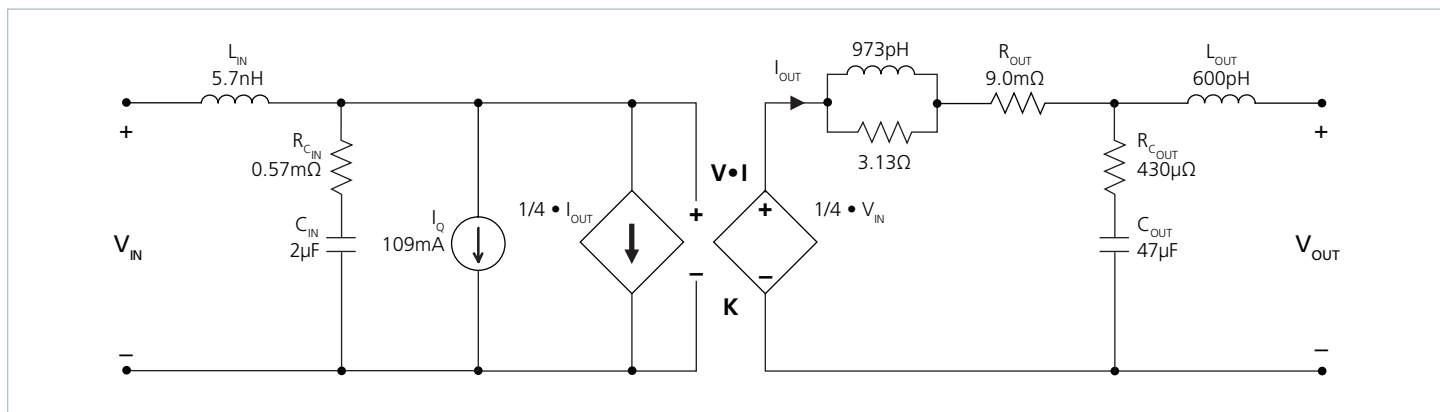 L_IN
5.7nH
R_C_IN
0.57mΩ
C_IN
2µF
I_Q
109mA
1/4 • I_OUT
V•I
K
1/4 • V_IN
I_OUT
973pH
3.13Ω
R_OUT
9.0mΩ
L_OUT
600pH
R_C_OUT
430µΩ
C_OUT
47µF
+
–
V_IN
+
–
+
–
+
–
V_OUT